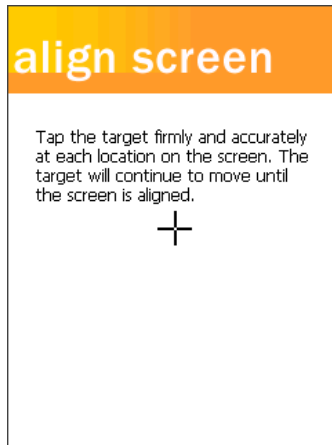 align screen
Tap the target firmly and accurately
at each location on the screen. The
target will continue to move until
the screen is aligned.